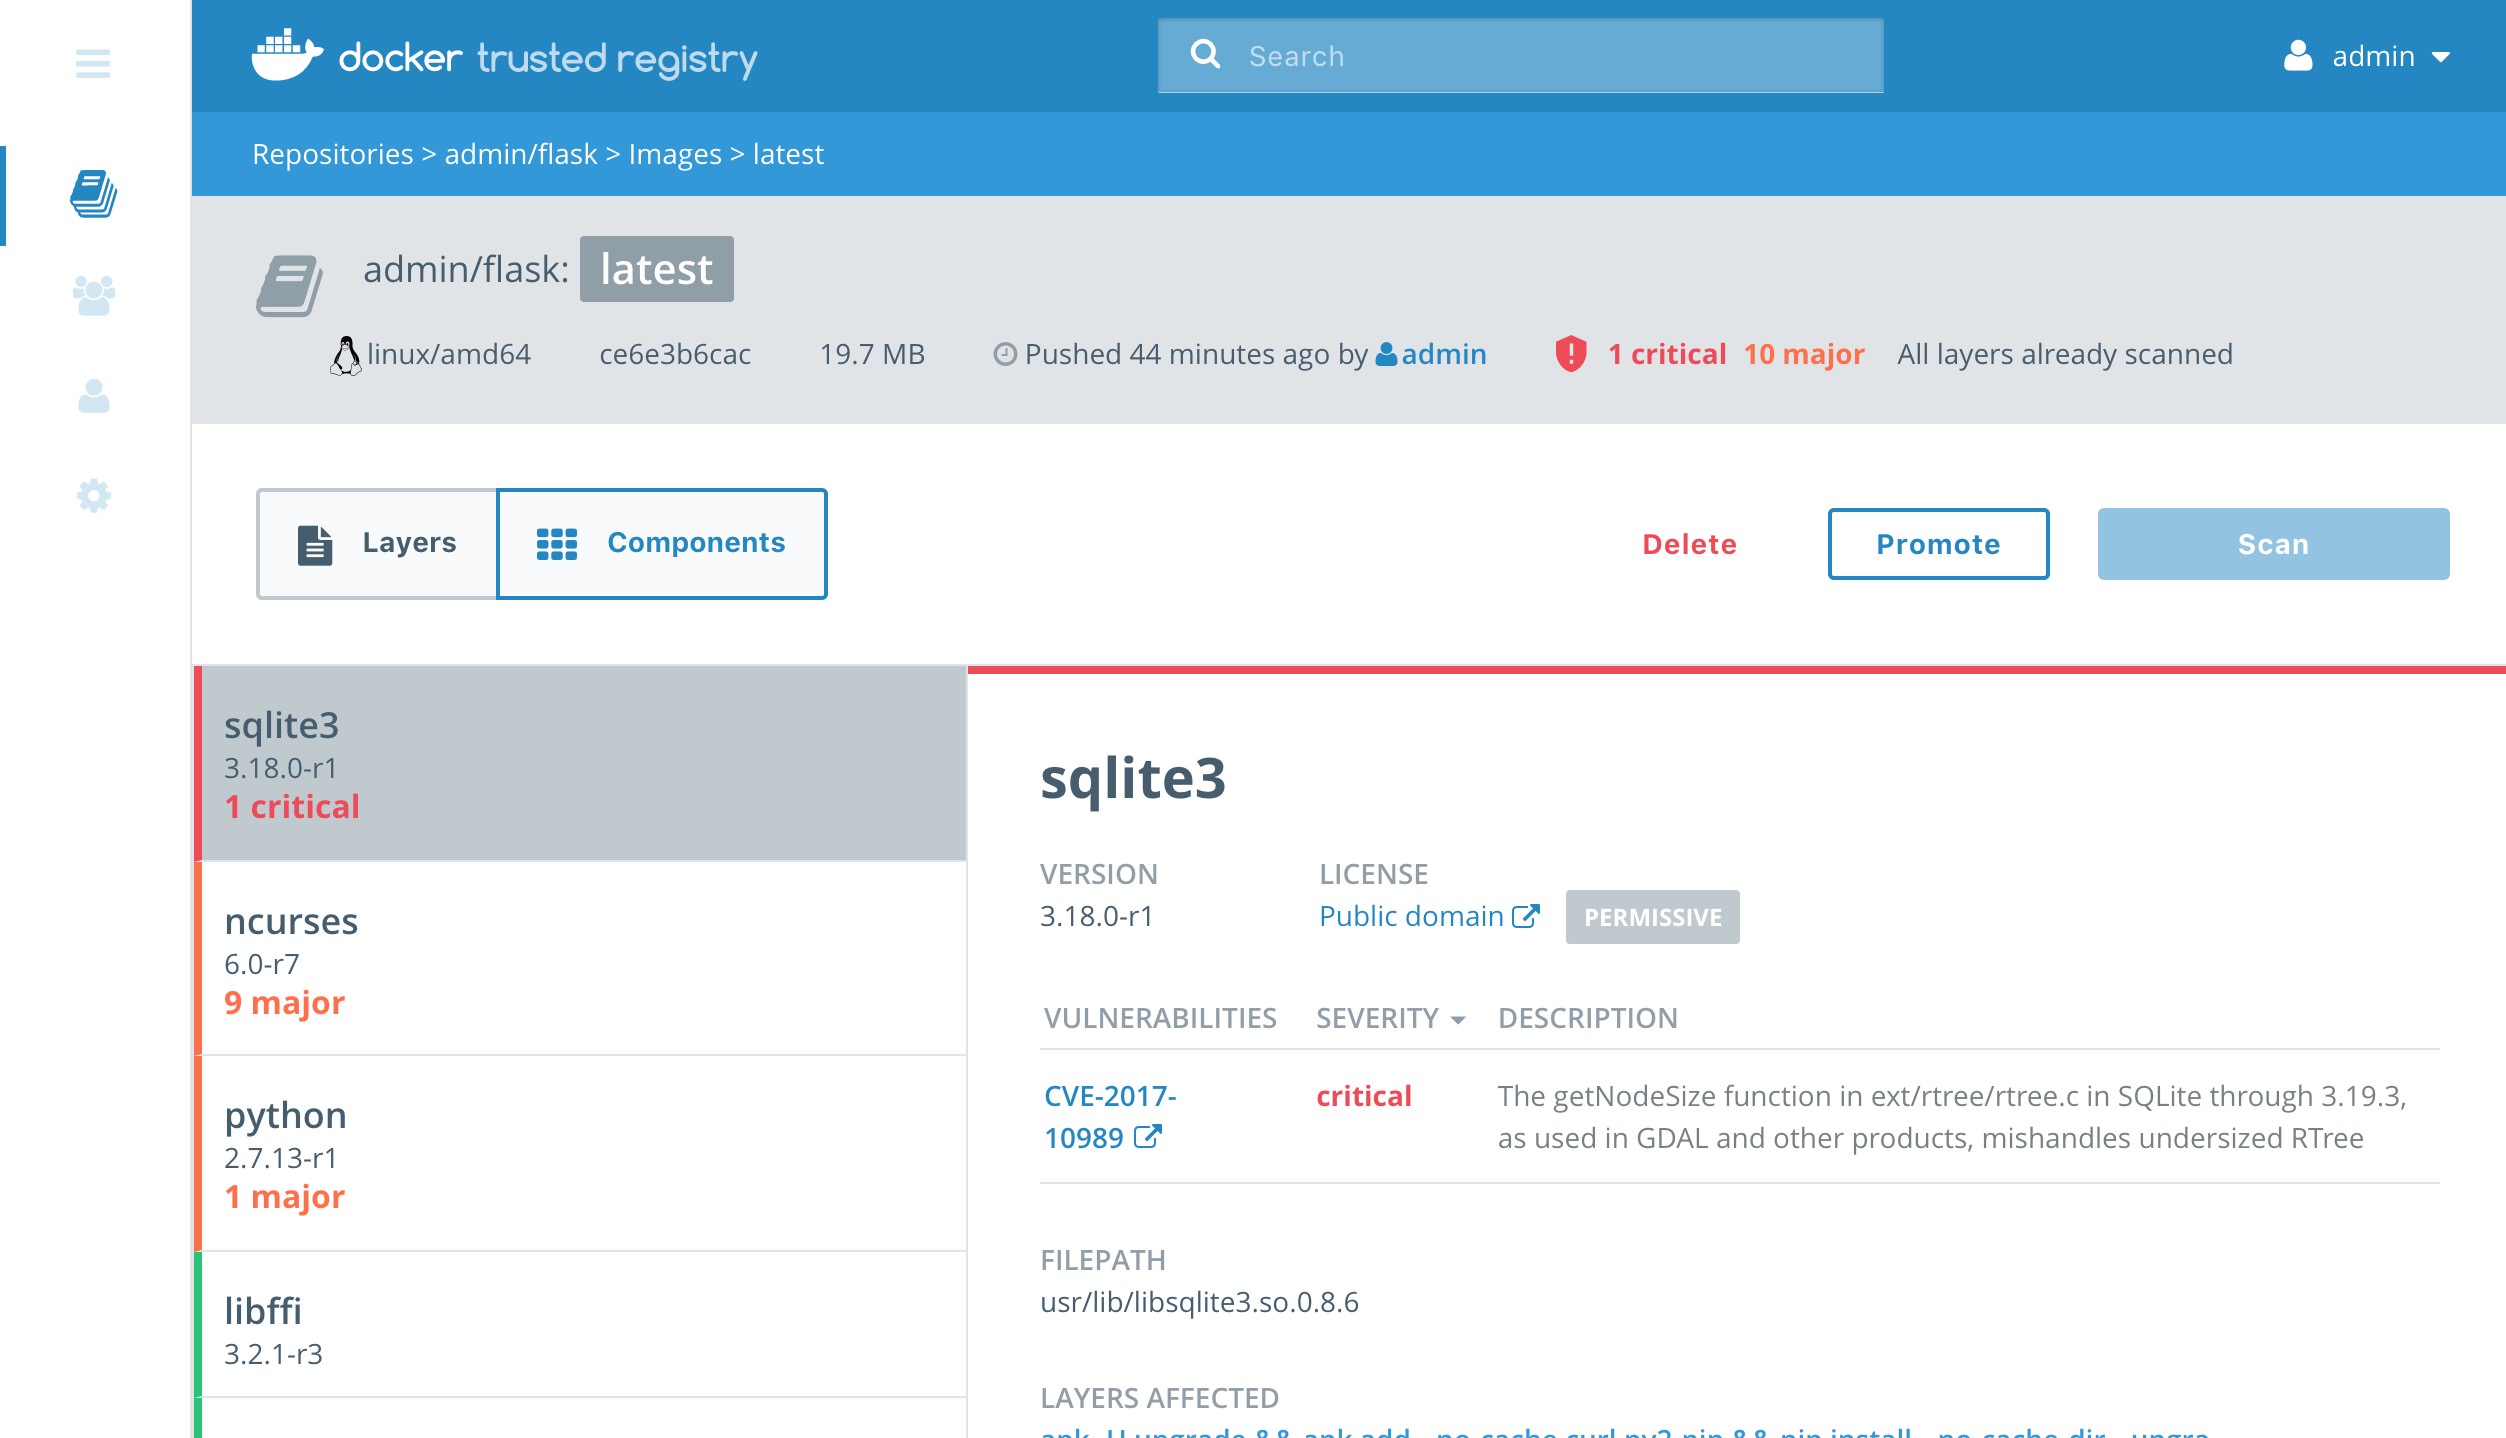 docker trusted registry
Search
admin
Repositories > admin/flask > Images > latest
admin/flask: latest
linux/amd64 ce6e3b6cac 19.7 MB Pushed 44 minutes ago by admin 1 critical 10 major All layers already scanned
Layers Components Delete Promote Scan
sqlite3
3.18.0-r1
1 critical
ncurses
6.0-r7
9 major
python
2.7.13-r1
1 major
libffi
3.2.1-r3
sqlite3
VERSION LICENSE
3.18.0-r1 Public domain PERMISSIVE
VULNERABILITIES SEVERITY DESCRIPTION
CVE-2017- critical The getNodeSize function in ext/rtree/rtree.c in SQLite through 3.19.3,
10989 as used in GDAL and other products, mishandles undersized RTree
FILEPATH
usr/lib/libsqlite3.so.0.8.6
LAYERS AFFECTED